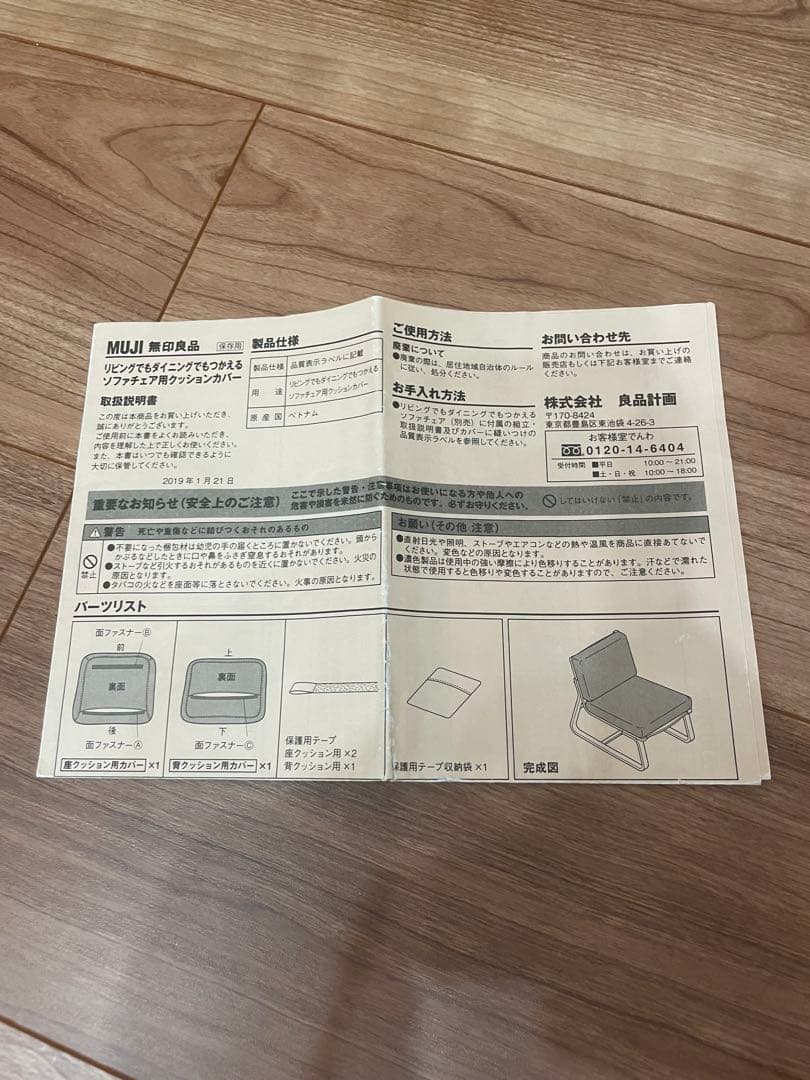 MUJI 無印良品 保存用
リビングでもダイニングでもつかえる
ソファチェア用クッションカバー
取扱説明書
この度は本商品をお買い上げいただき、
誠にありがとうございます。
ご使用前に本書をよくお読みいただき、
内容を理解した上で正しくお使いください。
また、本書はいつでも確認できるように
大切に保管してください。
2019年1月21日
製品仕様
製品仕様 品質表示ラベルに記載
用途 リビングでもダイニングでもつかえる
ソファチェア用クッションカバー
原産国 ベトナム
ご使用方法
廃棄について
●廃棄の際は、居住地域自治体のルール
に従い、処分ください。
お手入れ方法
●リビングでもダイニングでもつかえる
ソファチェア(別売)に付属の組立・
取扱説明書及びカバーに縫いつけの
品質表示ラベルを参照してください。
お問い合わせ先
商品のお問い合わせは、お買い上げの
販売店もしくは下記お客様室までご連絡
ください。
株式会社 良品計画
〒170-8424
東京都豊島区東池袋 4-26-3
お客様室でんわ
0120-14-6404
受付時間 ■平日 10:00〜21:00
■土・日・祝 10:00〜18:00
重要なお知らせ(安全上のご注意) ここで示した警告・注意事項はお使いになる方や他人への
危害や損害を未然に防ぐためのものです。必ずお守りください。
してはいけない「禁止」の内容です。
警告 死亡や重傷などに結びつくおそれのあるもの
禁止
●不要になった梱包材は幼児の手の届くところに置かないでください。頭から
かぶるなどしたときに口や鼻をふさぎ窒息するおそれがあります。
●ストーブなど引火するおそれがあるものを近くに置かないでください。火災の
原因となります。
●タバコの火などを座面等に落とさないでください。火事の原因となります。
お願い(その他 注意)
●直射日光や照明、ストーブやエアコンなどの熱や温風を商品に直接あてないで
ください。変色などの原因となります。
●濃色製品は使用中の強い摩擦により色移りすることがあります。汗などで濡れた
状態で使用すると色移りや変色することがありますので、ご注意ください。
パーツリスト
面ファスナーⒷ
前
裏面
後
面ファスナーⒶ
座クッション用カバー ×1
上
裏面
下
面ファスナーⒸ
背クッション用カバー ×1
保護用テープ
座クッション用 ×2
背クッション用 ×1
保護用テープ収納袋 ×1
完成図